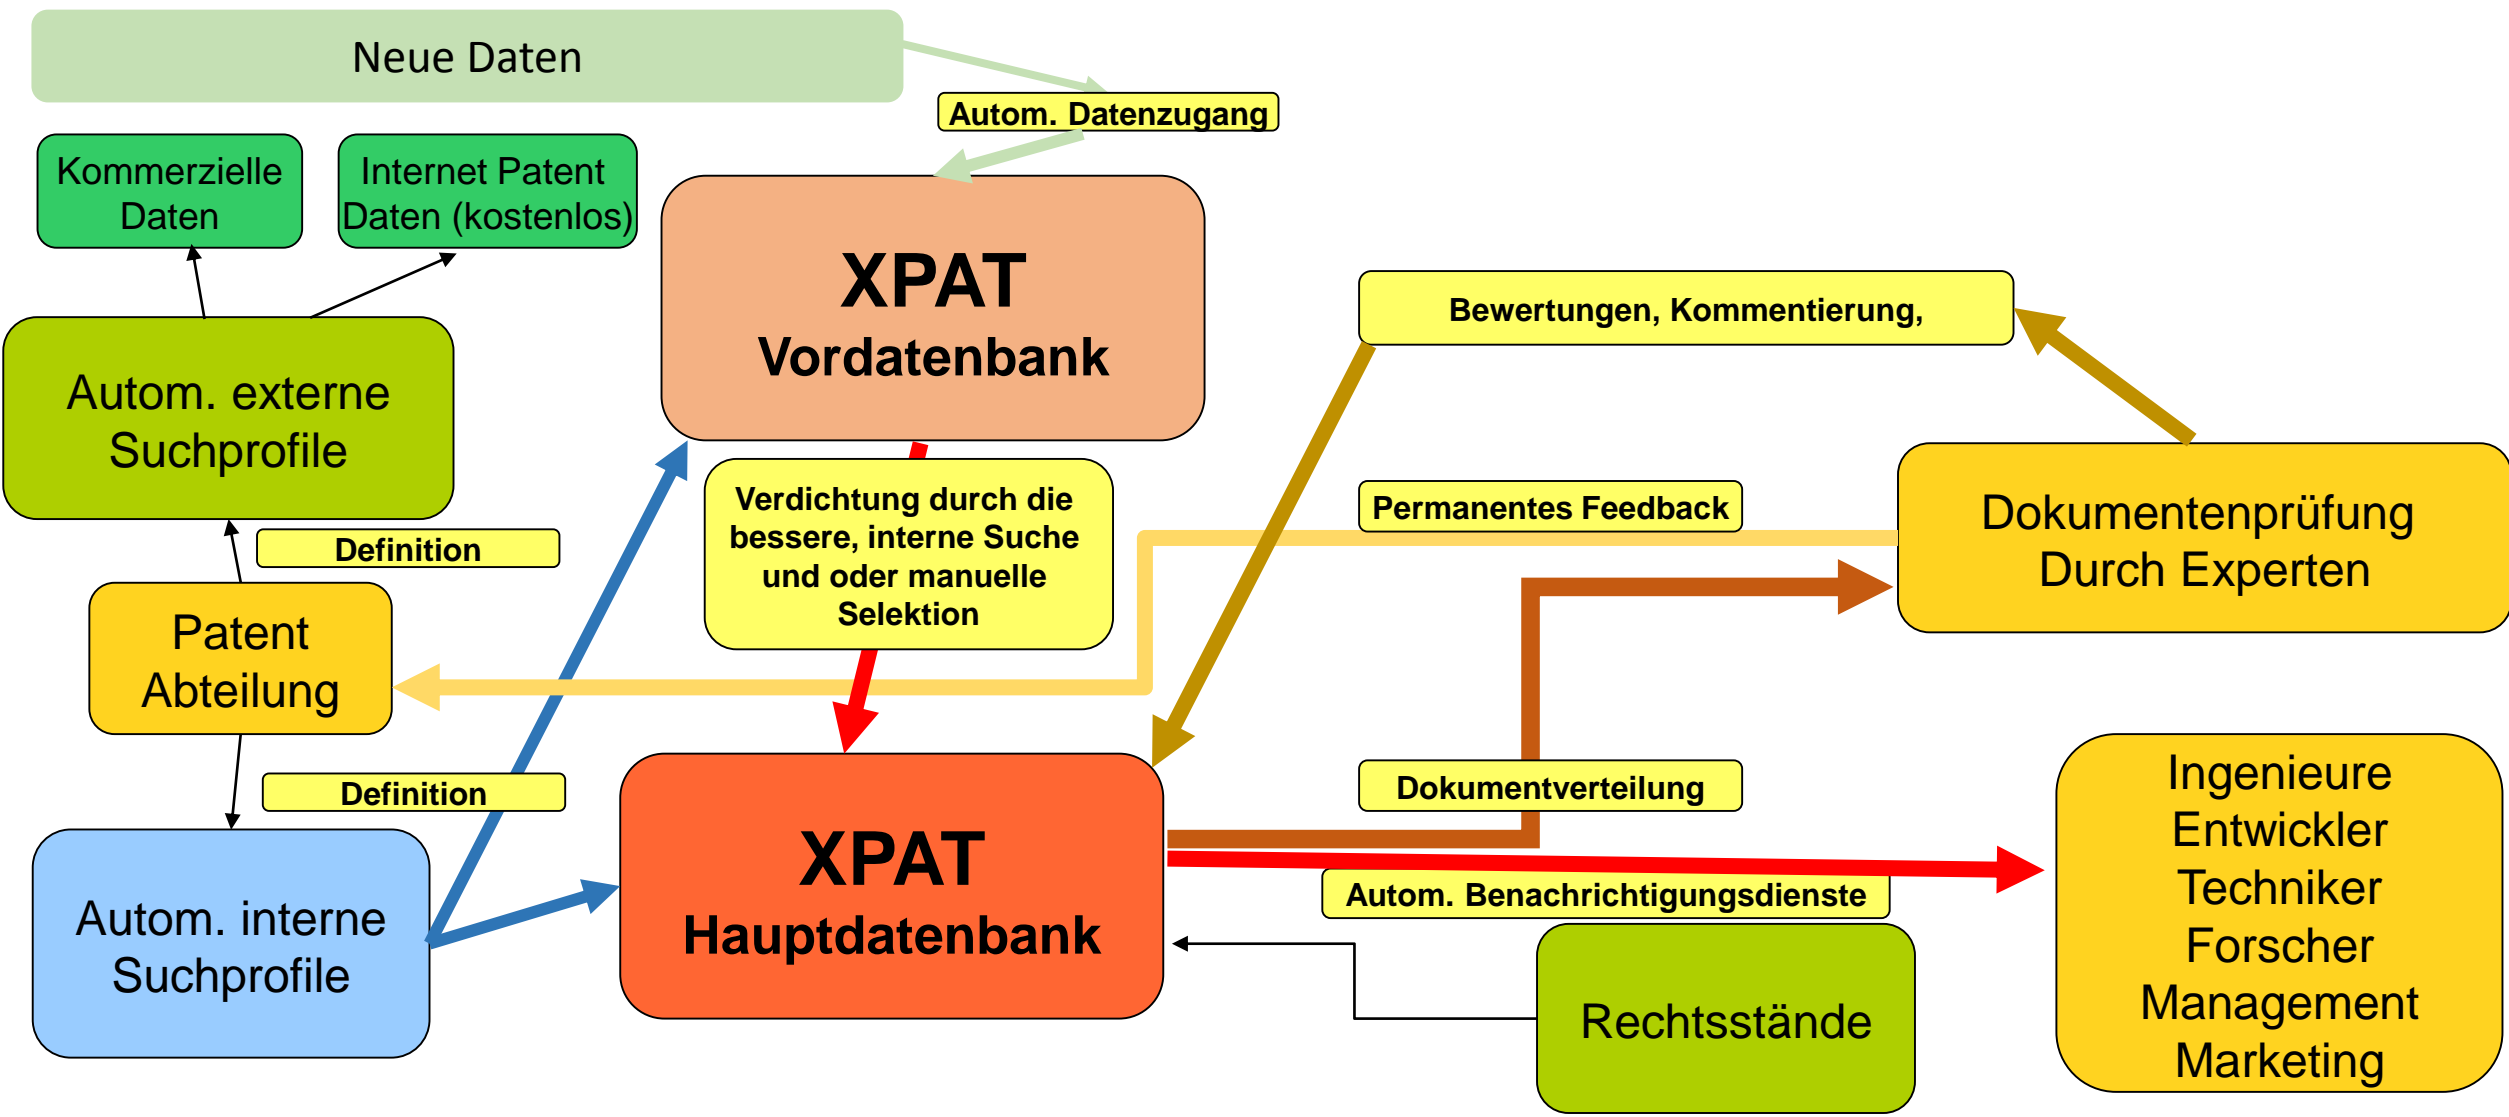 Neue Daten
Autom. Datenzugang
Kommerzielle
Daten
Internet Patent
Daten (kostenlos)
XPAT
Vordatenbank
Bewertungen, Kommentierung,
Autom. externe
Suchprofile
Verdichtung durch die
bessere, interne Suche
und oder manuelle
Selektion
Permanentes Feedback
Dokumentenprüfung
Durch Experten
Definition
Patent
Abteilung
Definition
Dokumentverteilung
Ingenieure
Entwickler
Techniker
Forscher
Management
Marketing
XPAT
Hauptdatenbank
Autom. Benachrichtigungsdienste
Autom. interne
Suchprofile
Rechtsstände